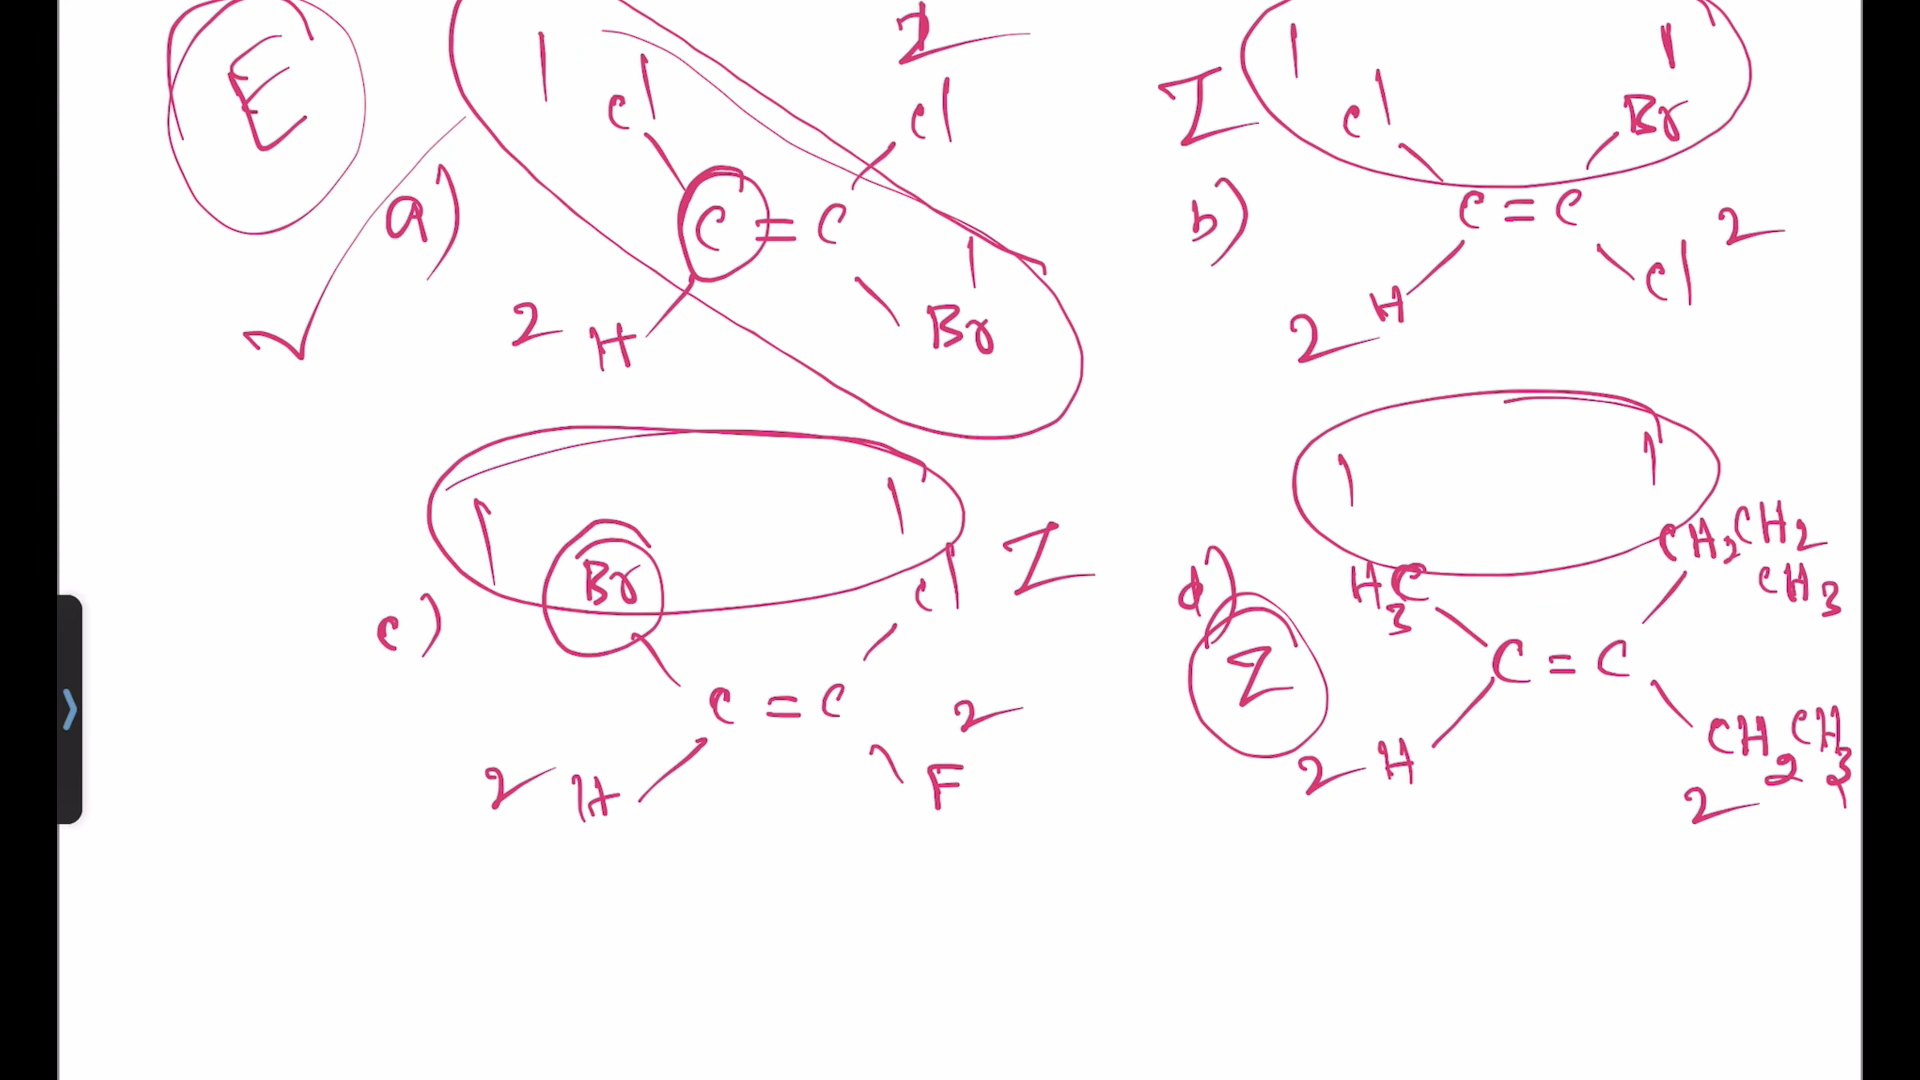 E
a)
1
Cl
2
Cl
C = C
2 H
1
Br
Z
b)
1
Cl
1
Br
C = C
2 H
Cl 2
c)
1
Br
1
Cl
Z
C = C
2 H
F 2
d)
Z
1
H3C
1
CH2CH2
CH3
C = C
2 H
CH2CH3
2